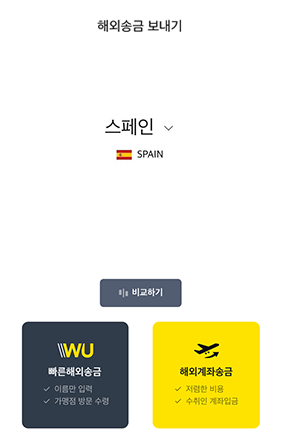 해외송금 보내기
스페인
SPAIN
비교하기
WU
빠른해외송금
이름만 입력
가맹점 방문 수령
해외계좌송금
저렴한 비용
수취인 계좌입금